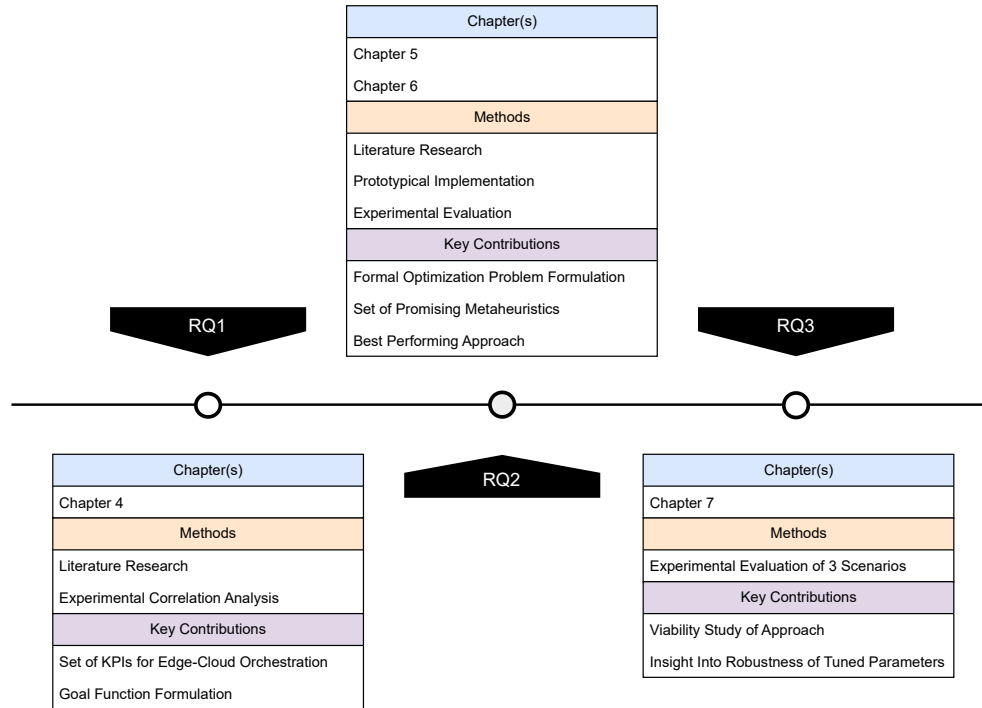 Chapter(s)
Chapter 5
Chapter 6
Methods
Literature Research
Prototypical Implementation
Experimental Evaluation
Key Contributions
Formal Optimization Problem Formulation
Set of Promising Metaheuristics
Best Performing Approach
RQ1
RQ3
RQ2
Chapter(s)
Chapter 4
Methods
Literature Research
Experimental Correlation Analysis
Key Contributions
Set of KPIs for Edge-Cloud Orchestration
Goal Function Formulation
Chapter(s)
Chapter 7
Methods
Experimental Evaluation of 3 Scenarios
Key Contributions
Viability Study of Approach
Insight Into Robustness of Tuned Parameters